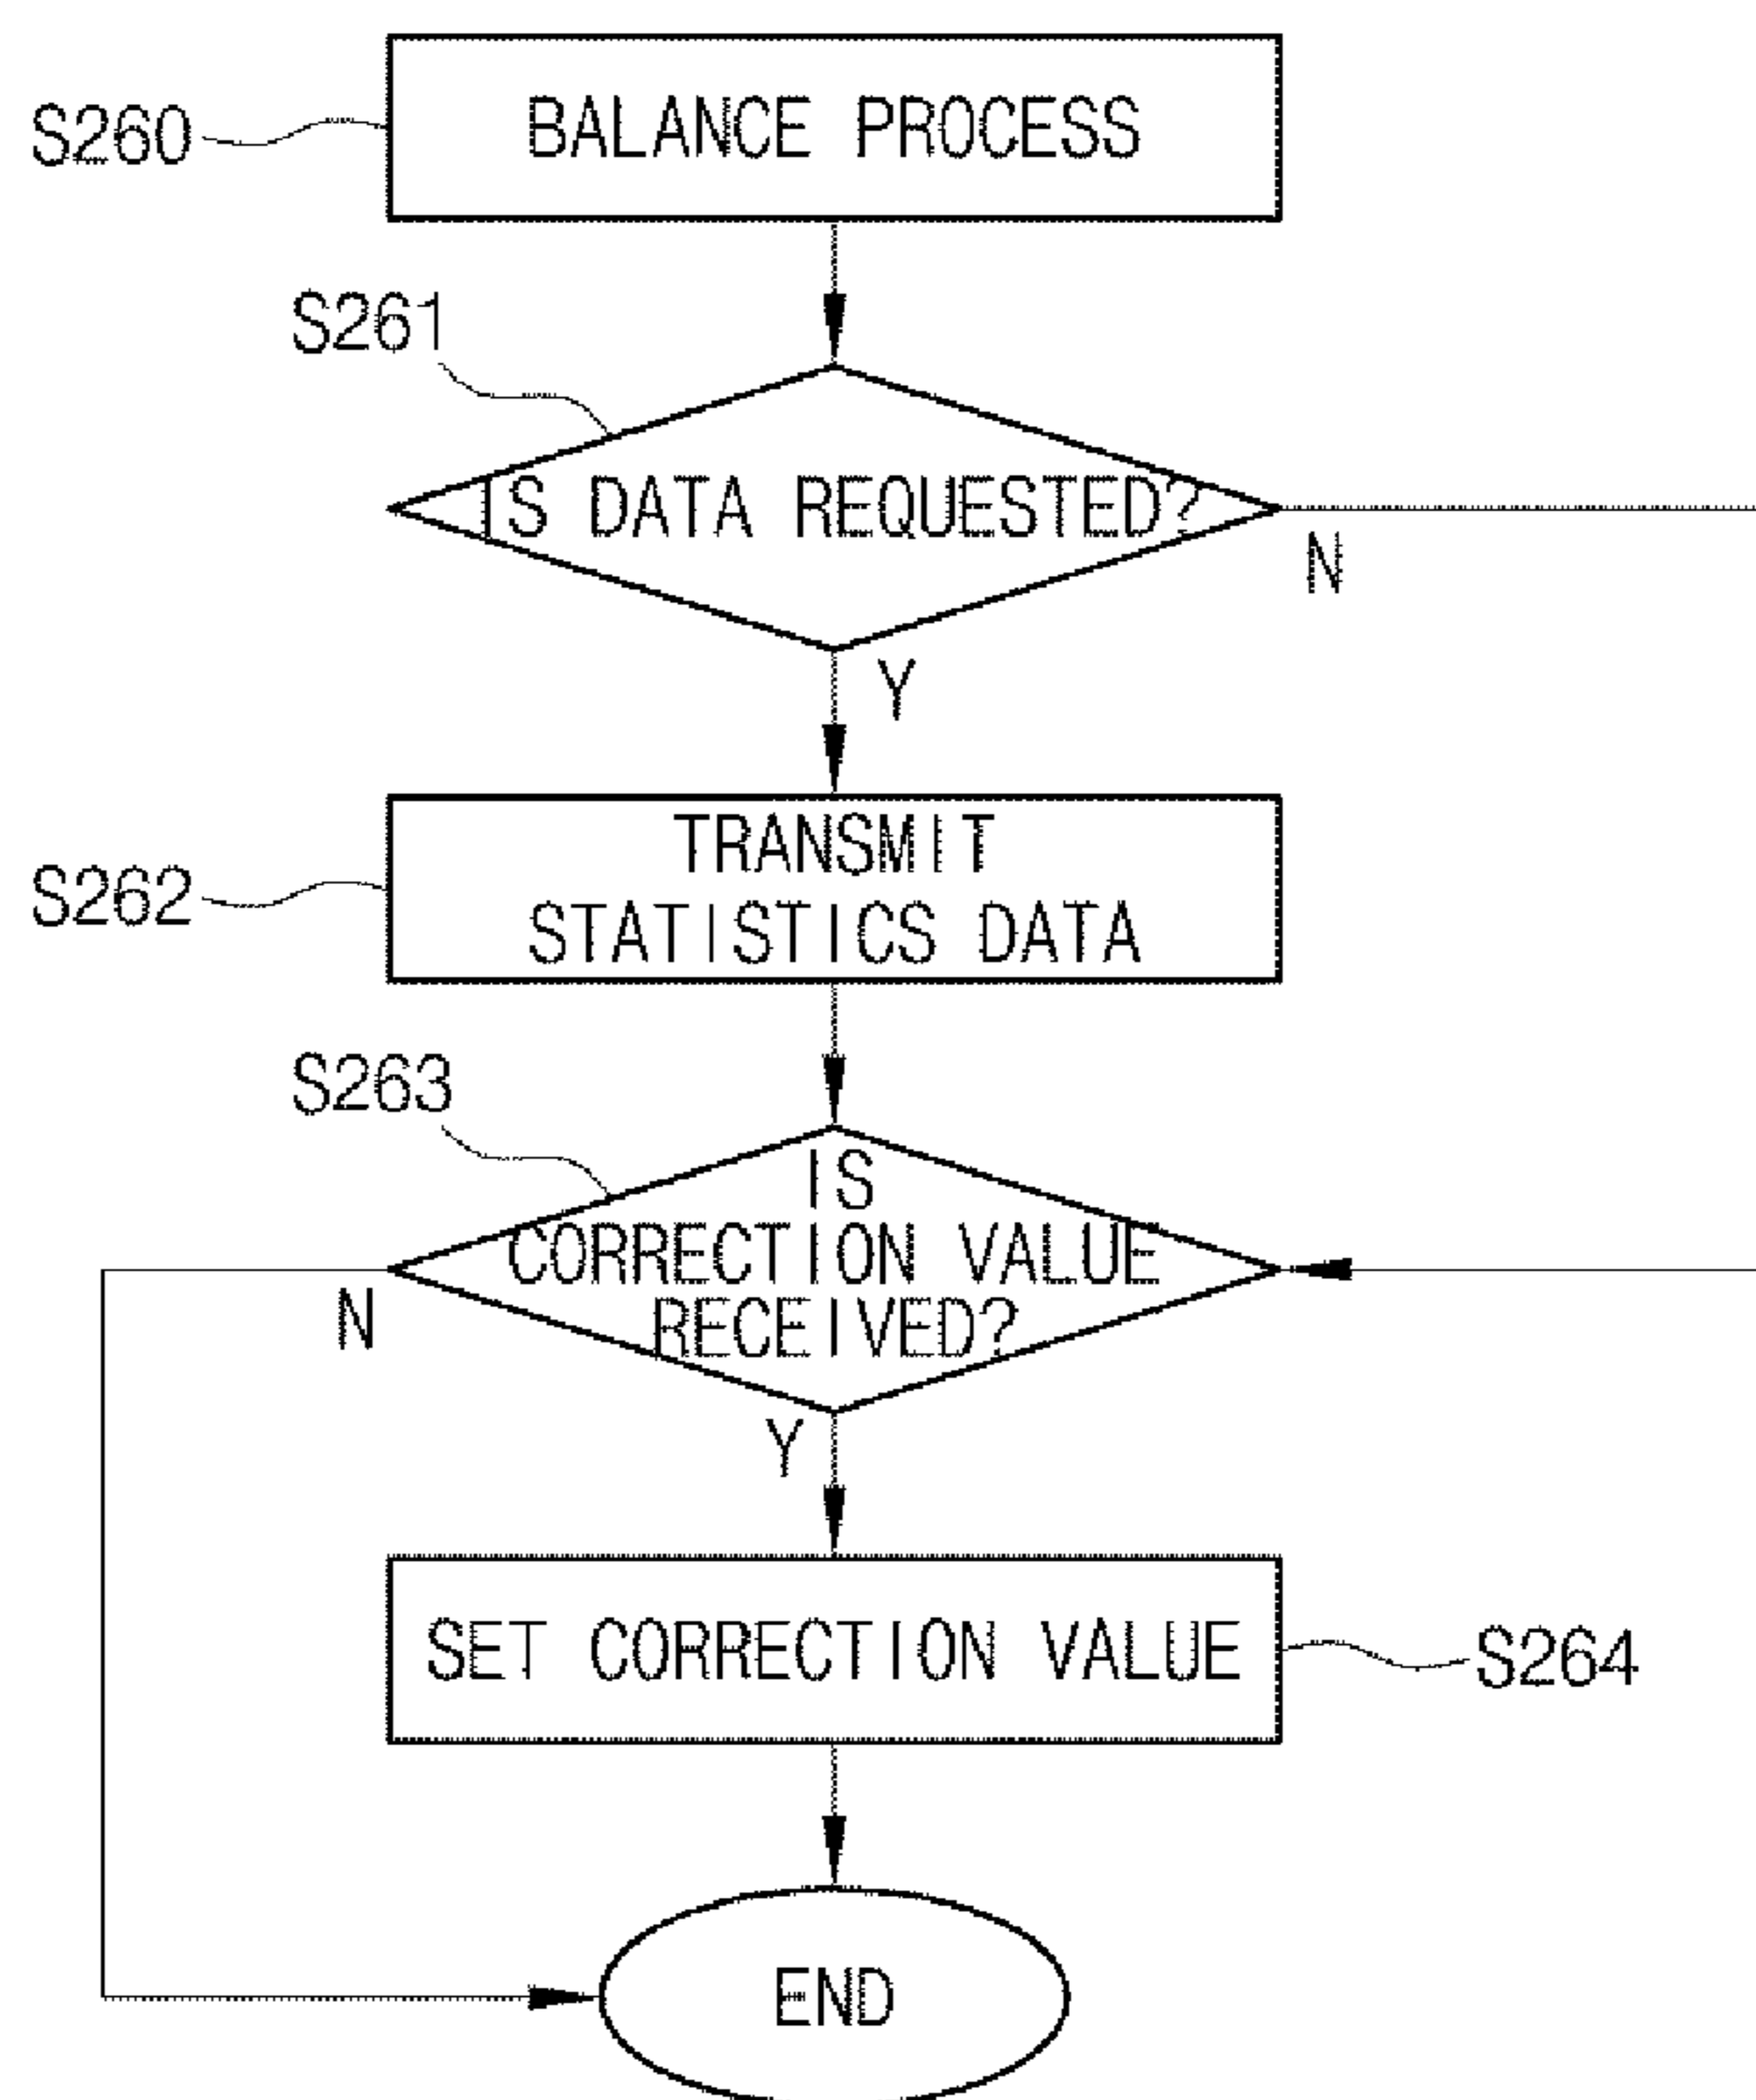 S260
BALANCE PROCESS
S261
IS DATA REQUESTED?
N
Y
S262
TRANSMIT
STATISTICS DATA
S263
IS
CORRECTION VALUE
RECEIVED?
N
Y
SET CORRECTION VALUE
S264
END